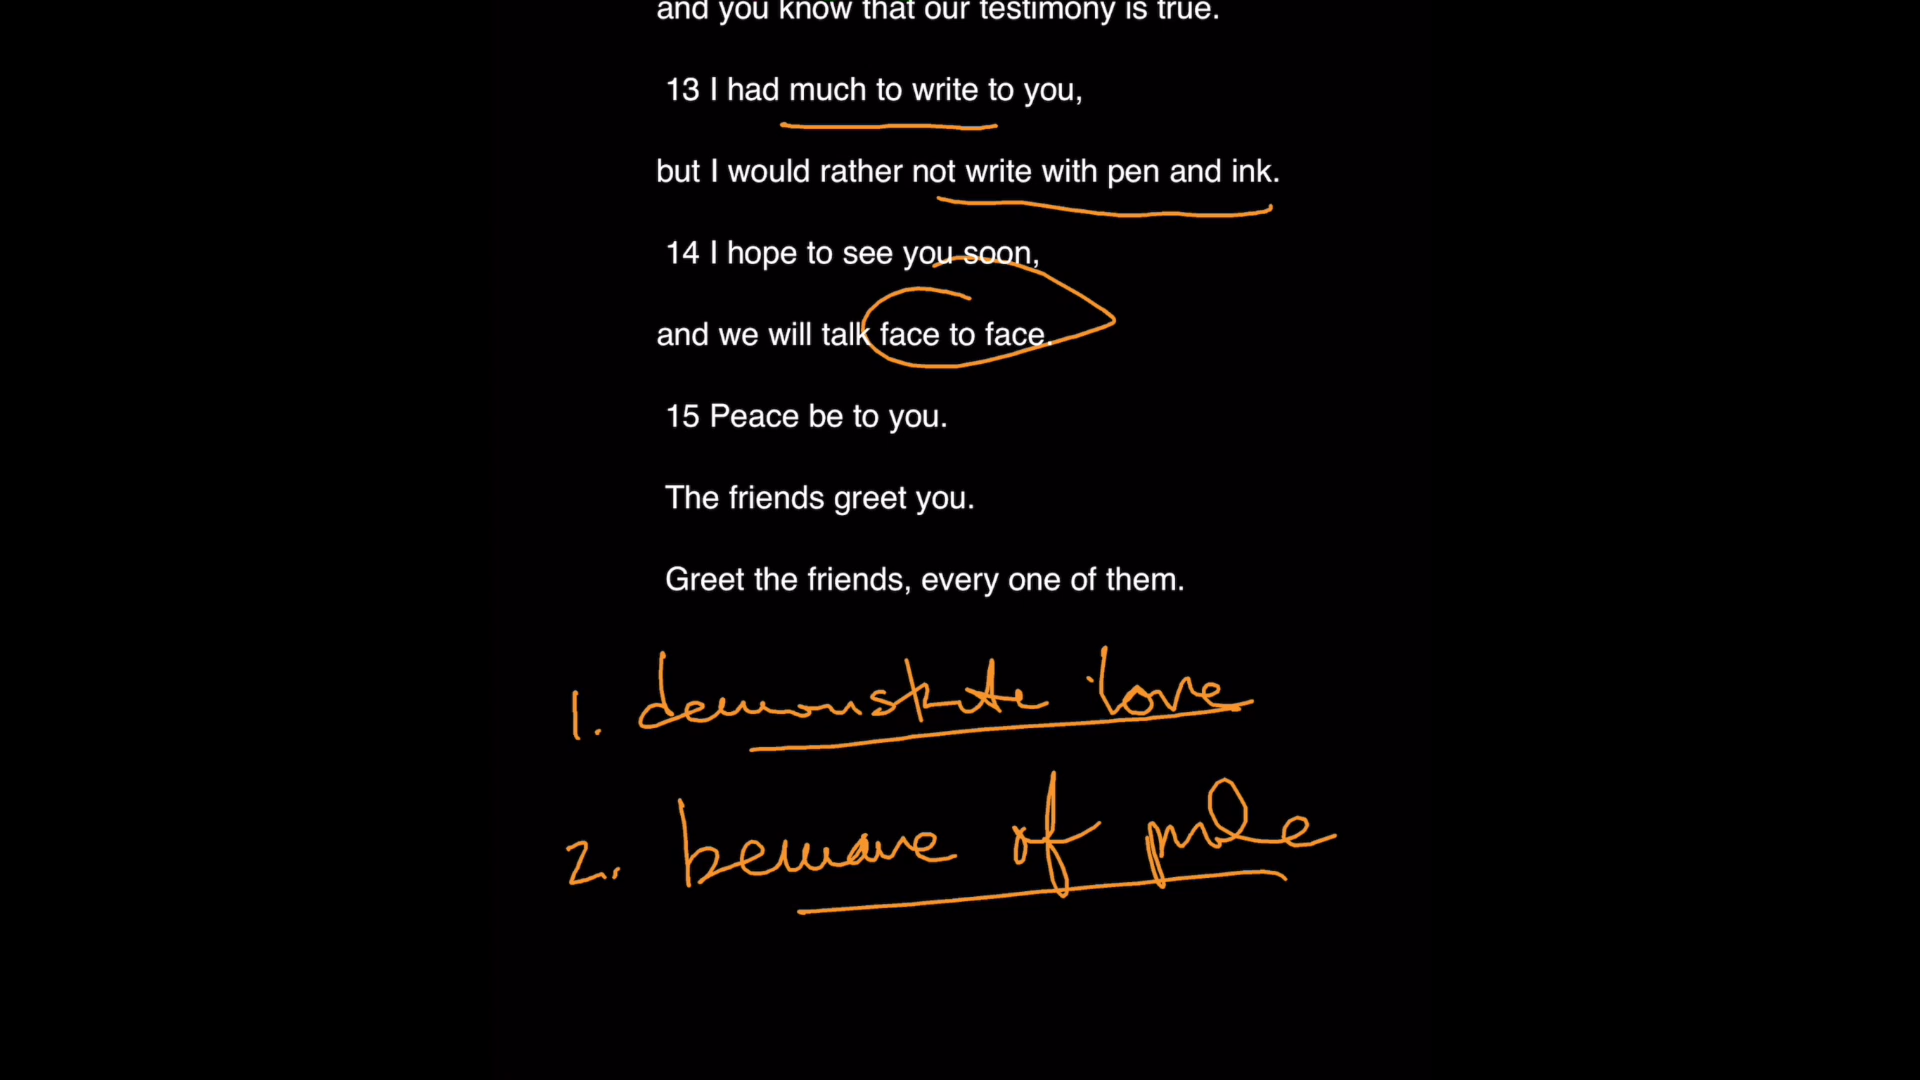 and you know that our testimony is true.
13 I had much to write to you,
but I would rather not write with pen and ink.
14 I hope to see you soon,
and we will talk face to face.
15 Peace be to you.
The friends greet you.
Greet the friends, every one of them.
1. demonstrate love
2. beware of pride